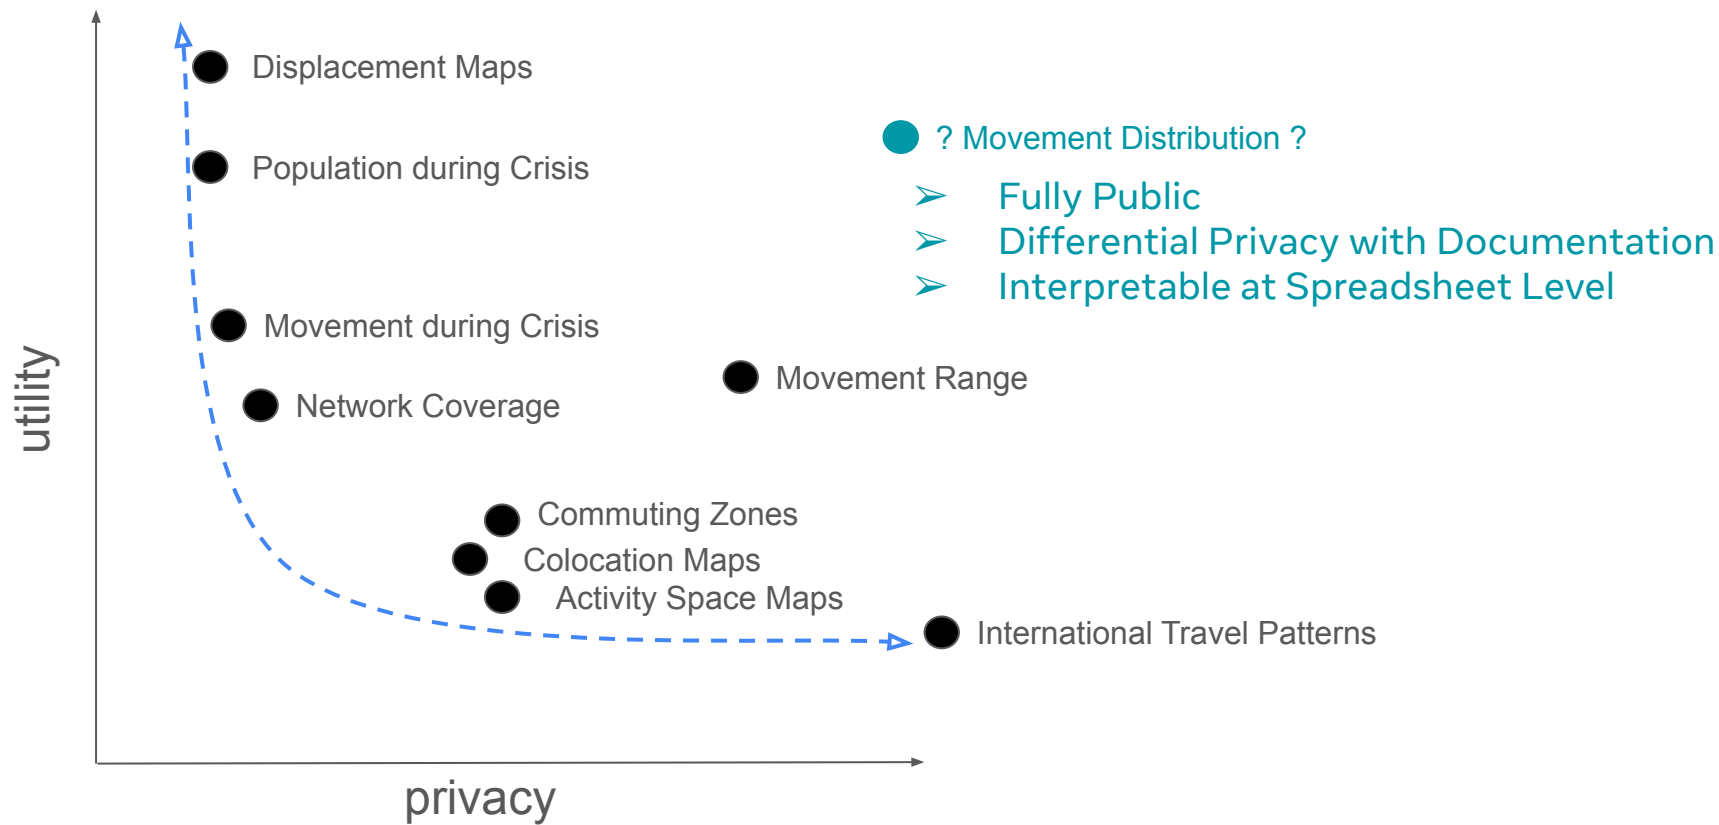 Displacement Maps
? Movement Distribution ?
Population during Crisis
➢ Fully Public
➢ Differential Privacy with Documentation
➢ Interpretable at Spreadsheet Level
Movement during Crisis
Movement Range
Network Coverage
utility
Commuting Zones
Colocation Maps
Activity Space Maps
International Travel Patterns
privacy